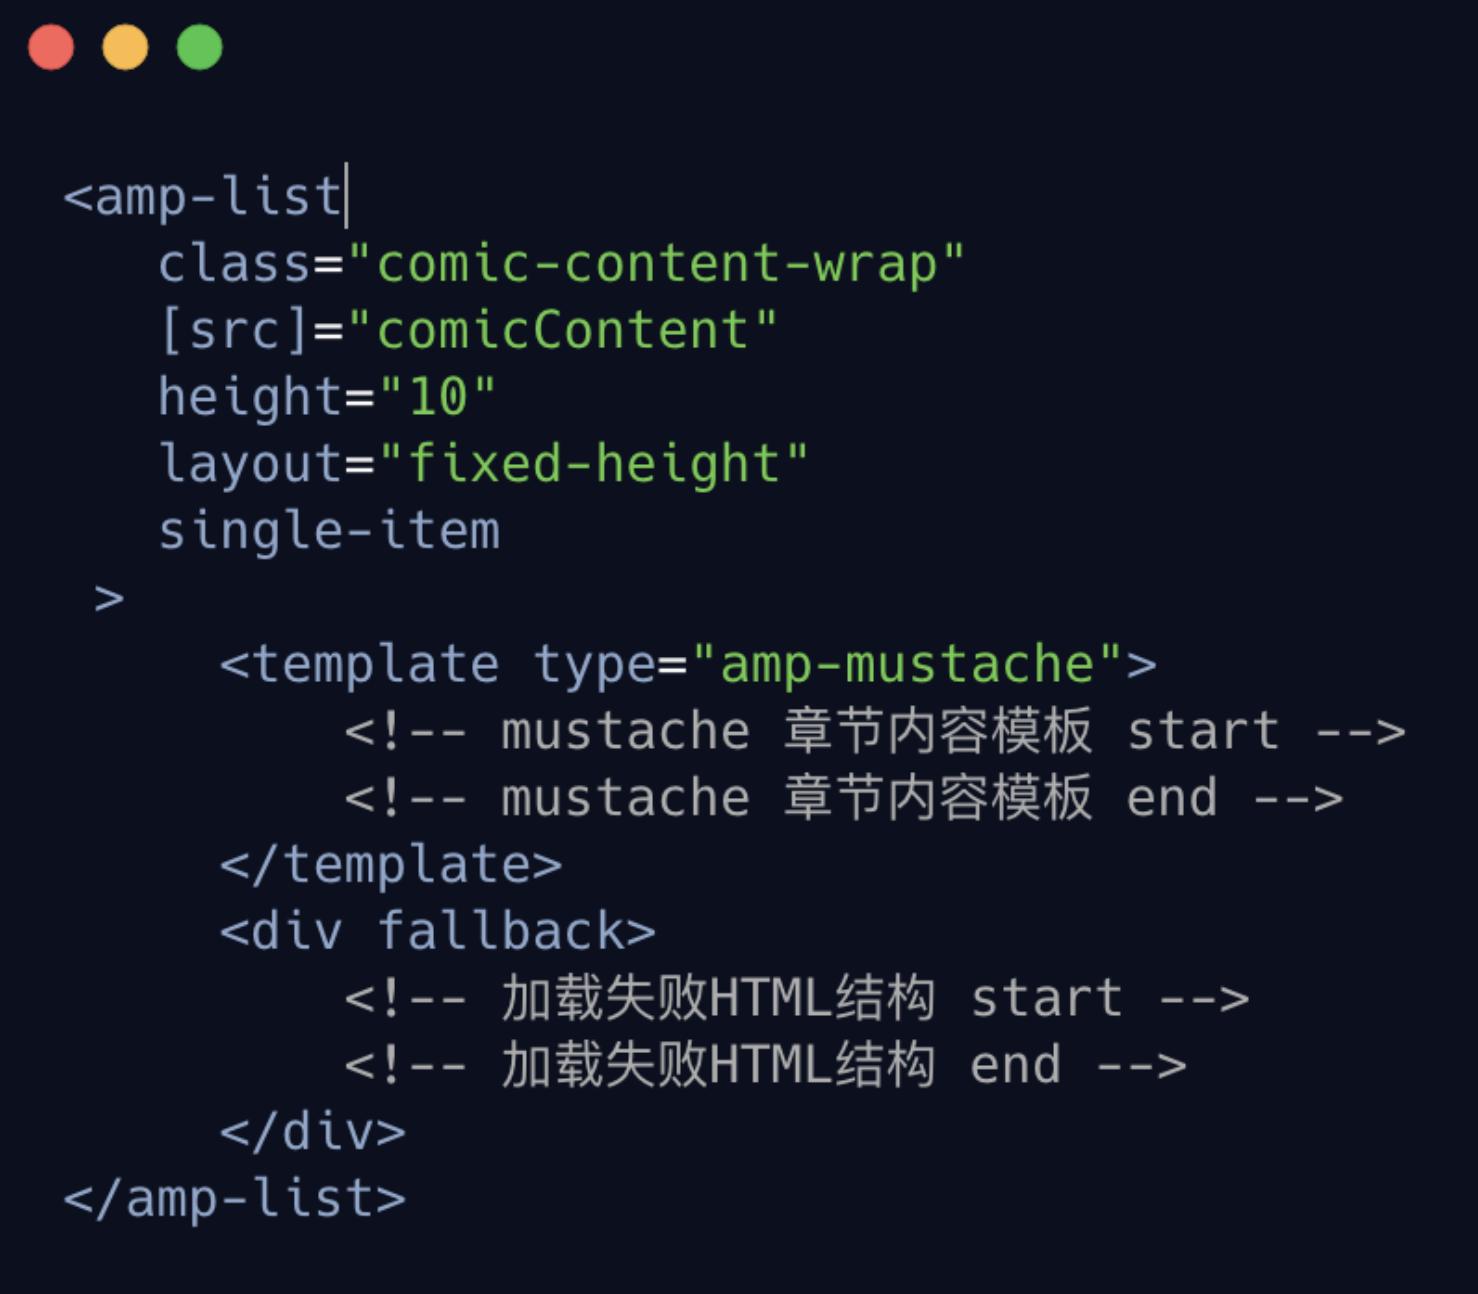 <amp-list
class="comic-content-wrap"
[src]="comicContent"
height="10"
layout="fixed-height"
single-item
>
<template type="amp-mustache">
<!-- mustache 章节内容模板 start -->
<!-- mustache 章节内容模板 end -->
</template>
<div fallback>
<!-- 加载失败HTML结构 start -->
<!-- 加载失败HTML结构 end -->
</div>
</amp-list>